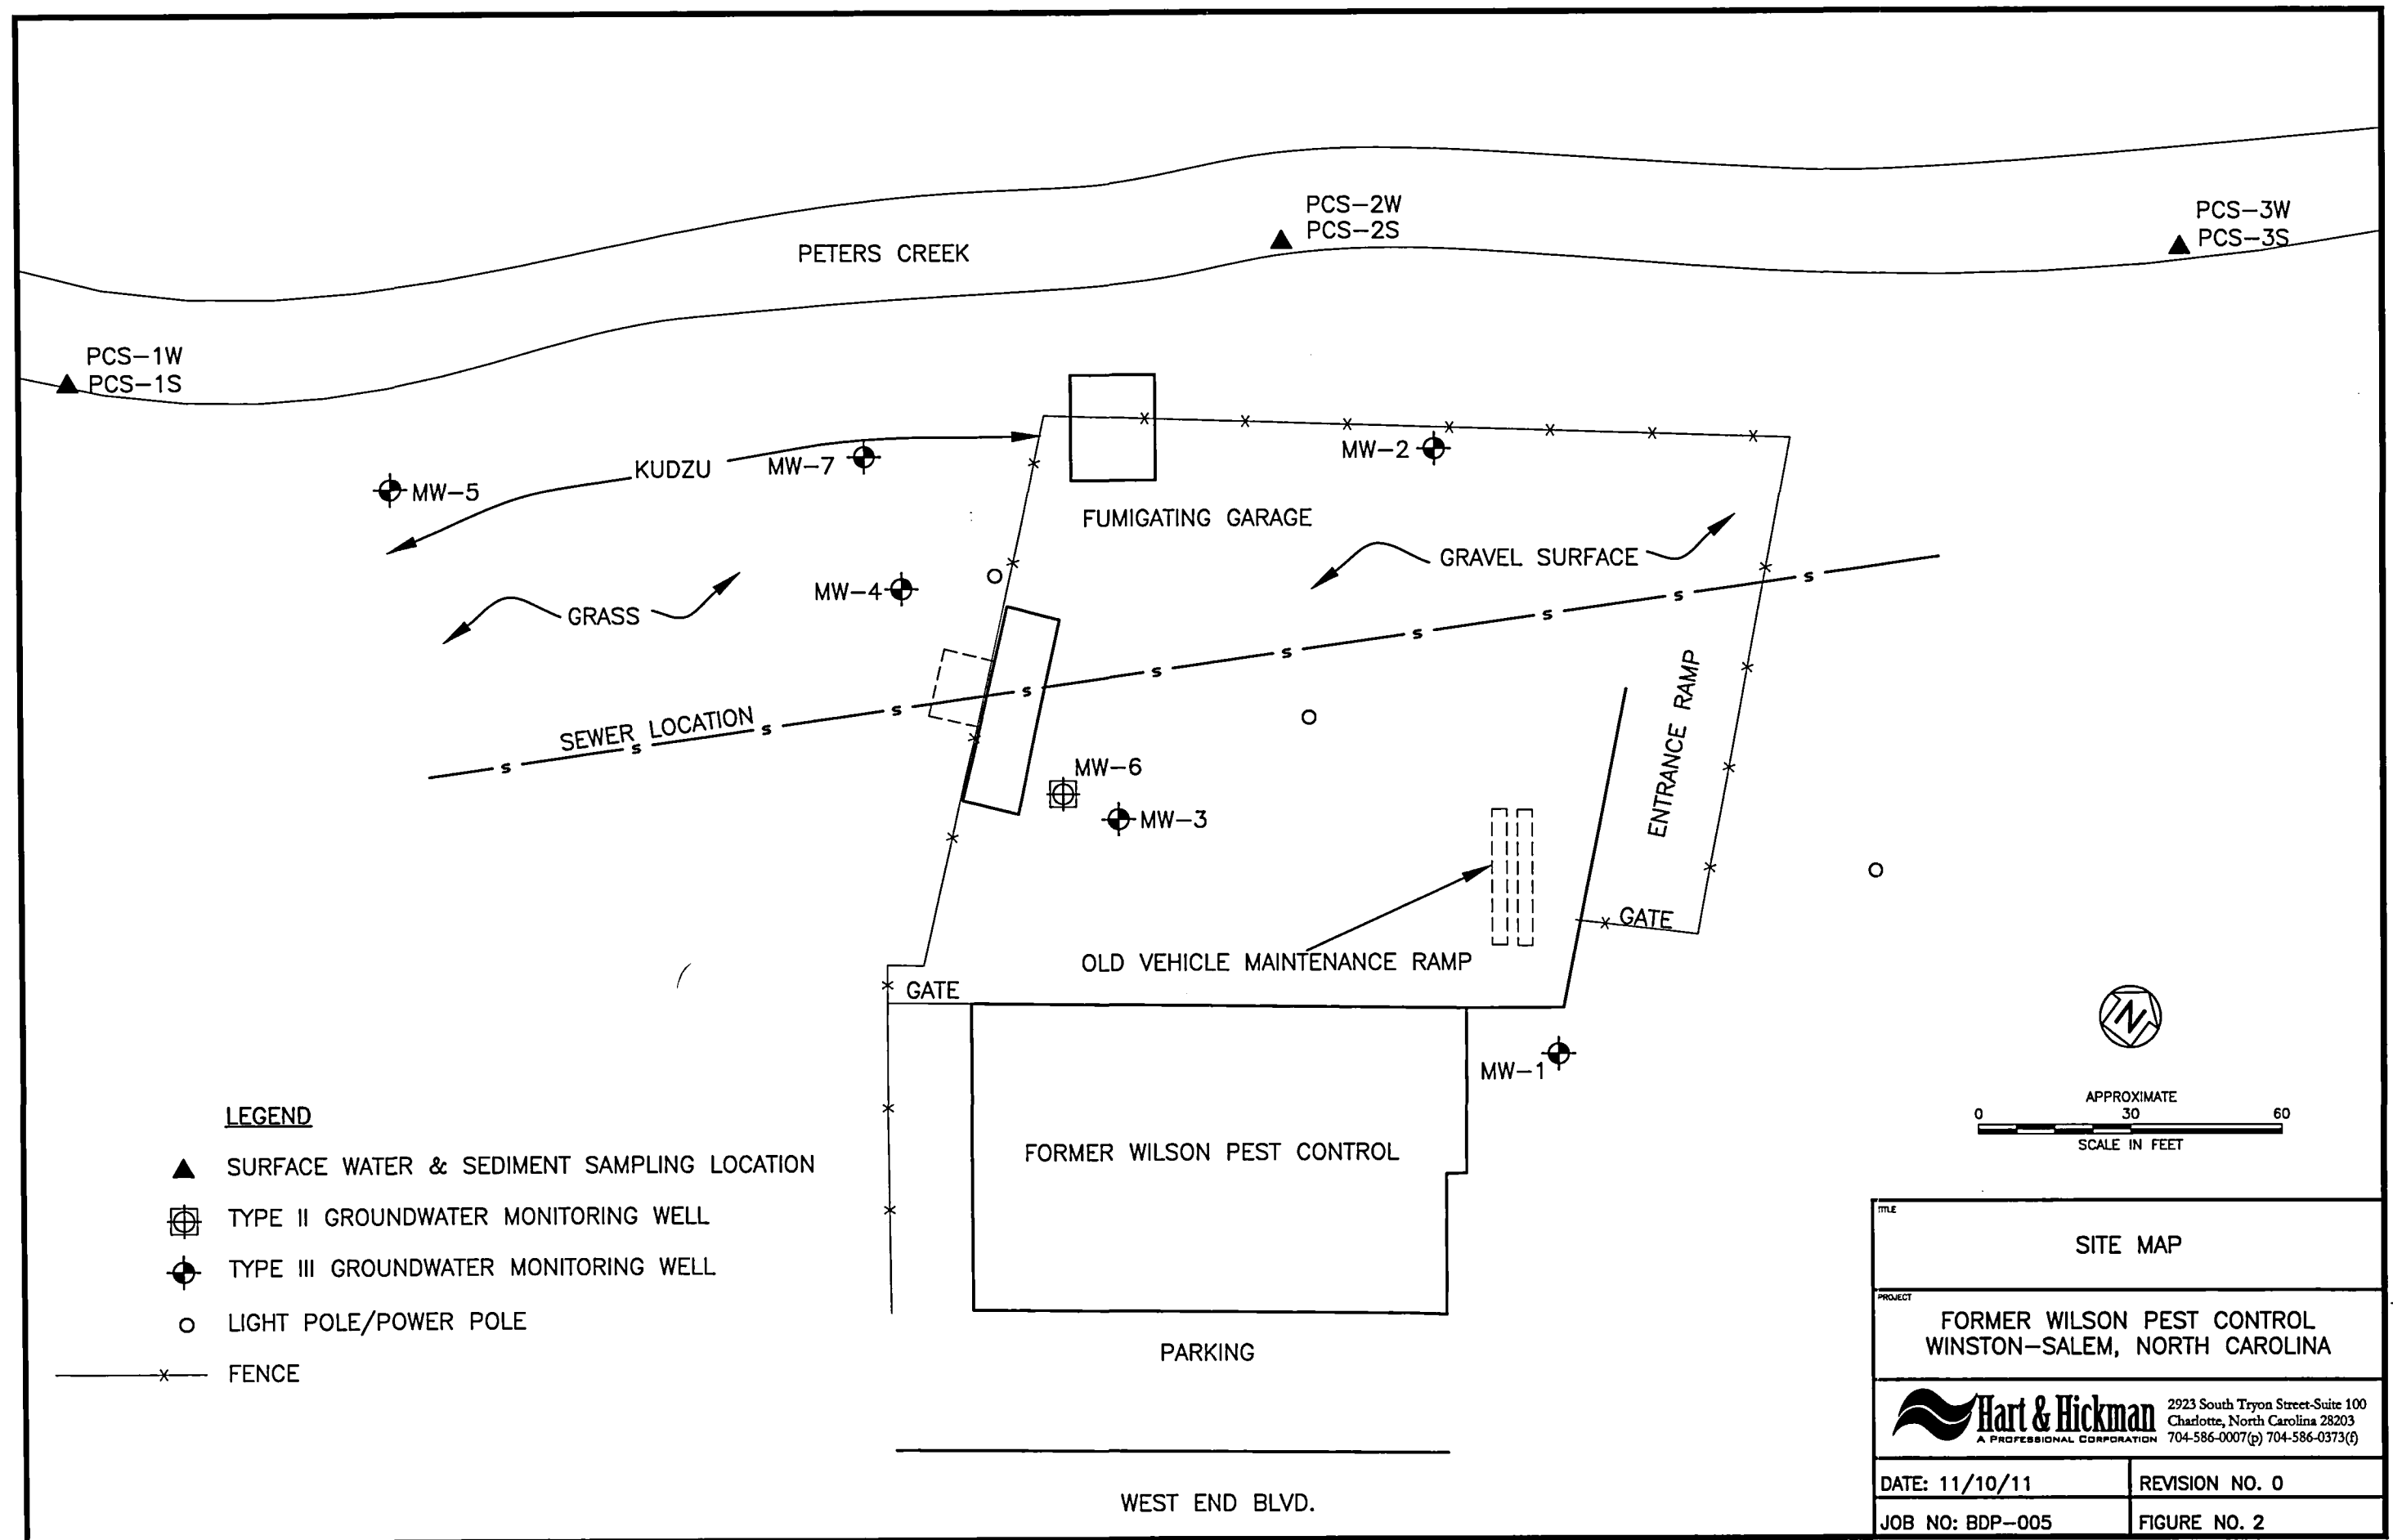 PCS-2W
PCS-2S
PCS-3W
PCS-3S
PETERS CREEK
PCS-1W
PCS-1S
MW-5
KUDZU
MW-7
MW-2
FUMIGATING GARAGE
GRAVEL SURFACE
MW-4
GRASS
S S S S S S S S S S S
SEWER LOCATION
ENTRANCE RAMP
MW-6
MW-3
GATE
OLD VEHICLE MAINTENANCE RAMP
GATE
MW-1
N
APPROXIMATE
0 30 60
SCALE IN FEET
FORMER WILSON PEST CONTROL
PARKING
WEST END BLVD.
LEGEND
SURFACE WATER & SEDIMENT SAMPLING LOCATION
TYPE II GROUNDWATER MONITORING WELL
TYPE III GROUNDWATER MONITORING WELL
LIGHT POLE/POWER POLE
FENCE
TITLE
SITE MAP
PROJECT
FORMER WILSON PEST CONTROL
WINSTON-SALEM, NORTH CAROLINA
Hart & Hickman
A PROFESSIONAL CORPORATION
2923 South Tryon Street-Suite 100
Charlotte, North Carolina 28203
704-586-0007(p) 704-586-0373(f)
DATE: 11/10/11
REVISION NO. 0
JOB NO: BDP-005
FIGURE NO. 2